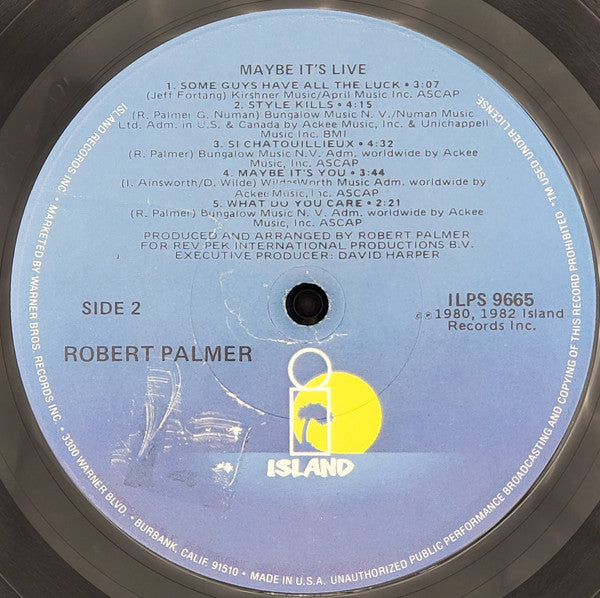 MAYBE IT'S LIVE
1. SOME GUYS HAVE ALL THE LUCK • 3:07
(Jeff Fortang) Kirshner Music/April Music Inc. ASCAP
2. STYLE KILLS • 4:15
(R. Palmer G. Numan) Bungalow Music N. V./Numan Music
Ltd. Adm. in U.S. & Canada by Ackee Music, Inc. & Unichappell
Music Inc. BMI
3. SI CHATOUILLIEUX • 4:32
(R. Palmer) Bungalow Music N.V. Adm. worldwide by Ackee
Music, Inc. ASCAP
4. MAYBE IT'S YOU • 3:44
(I. Ainsworth/D. Wilde) WildesWorth Music Adm. worldwide by
Ackee Music, Inc. ASCAP
5. WHAT DO YOU CARE • 2:21
(R. Palmer) Bungalow Music N. V. Adm. worldwide by Ackee
Music, Inc. ASCAP
PRODUCED AND ARRANGED BY ROBERT PALMER
FOR REV. PEK INTERNATIONAL PRODUCTIONS B.V.
EXECUTIVE PRODUCER: DAVID HARPER
SIDE 2
ILPS 9665
©℗ 1980, 1982 Island
Records Inc.
ROBERT PALMER
ISLAND
ISLAND RECORDS INC • MARKETED BY WARNER BROS. RECORDS INC. • 3300 WARNER BLVD. • BURBANK, CALIF. 91510 • MADE IN U.S.A. UNAUTHORIZED PUBLIC PERFORMANCE BROADCASTING AND COPYING OF THIS RECORD PROHIBITED -TM USED UNDER LICENSE.